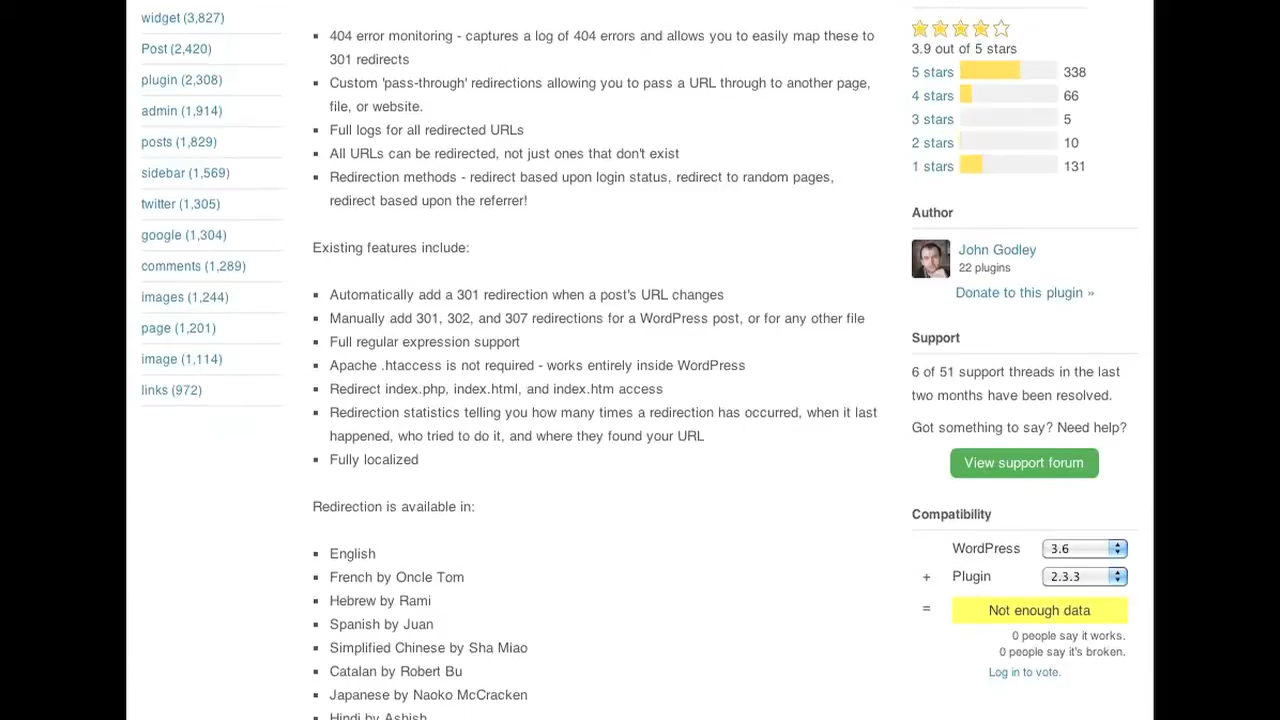 widget (3,827)
Post (2,420)
plugin (2,308)
admin (1,914)
posts (1,829)
sidebar (1,569)
twitter (1,305)
google (1,304)
comments (1,289)
images (1,244)
page (1,201)
image (1,114)
links (972)
404 error monitoring - captures a log of 404 errors and allows you to easily map these to
301 redirects
Custom 'pass-through' redirections allowing you to pass a URL through to another page,
file, or website.
Full logs for all redirected URLs
All URLs can be redirected, not just ones that don't exist
Redirection methods - redirect based upon login status, redirect to random pages,
redirect based upon the referrer!
Existing features include:
Automatically add a 301 redirection when a post's URL changes
Manually add 301, 302, and 307 redirections for a WordPress post, or for any other file
Full regular expression support
Apache .htaccess is not required - works entirely inside WordPress
Redirect index.php, index.html, and index.htm access
Redirection statistics telling you how many times a redirection has occurred, when it last
happened, who tried to do it, and where they found your URL
Fully localized
Redirection is available in:
English
French by Oncle Tom
Hebrew by Rami
Spanish by Juan
Simplified Chinese by Sha Miao
Catalan by Robert Bu
Japanese by Naoko McCracken
Hindi by Ashish
3.9 out of 5 stars
5 stars 338
4 stars 66
3 stars 5
2 stars 10
1 stars 131
Author
John Godley
22 plugins
Donate to this plugin »
Support
6 of 51 support threads in the last
two months have been resolved.
Got something to say? Need help?
View support forum
Compatibility
WordPress 3.6
+ Plugin 2.3.3
= Not enough data
0 people say it works.
0 people say it's broken.
Log in to vote.